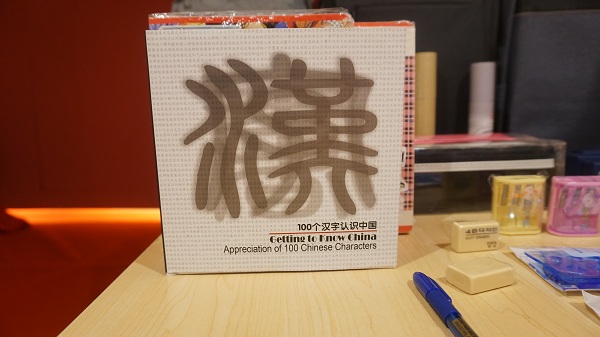 漢
100个汉字认识中国
Getting to Know China
Appreciation of 100 Chinese Characters